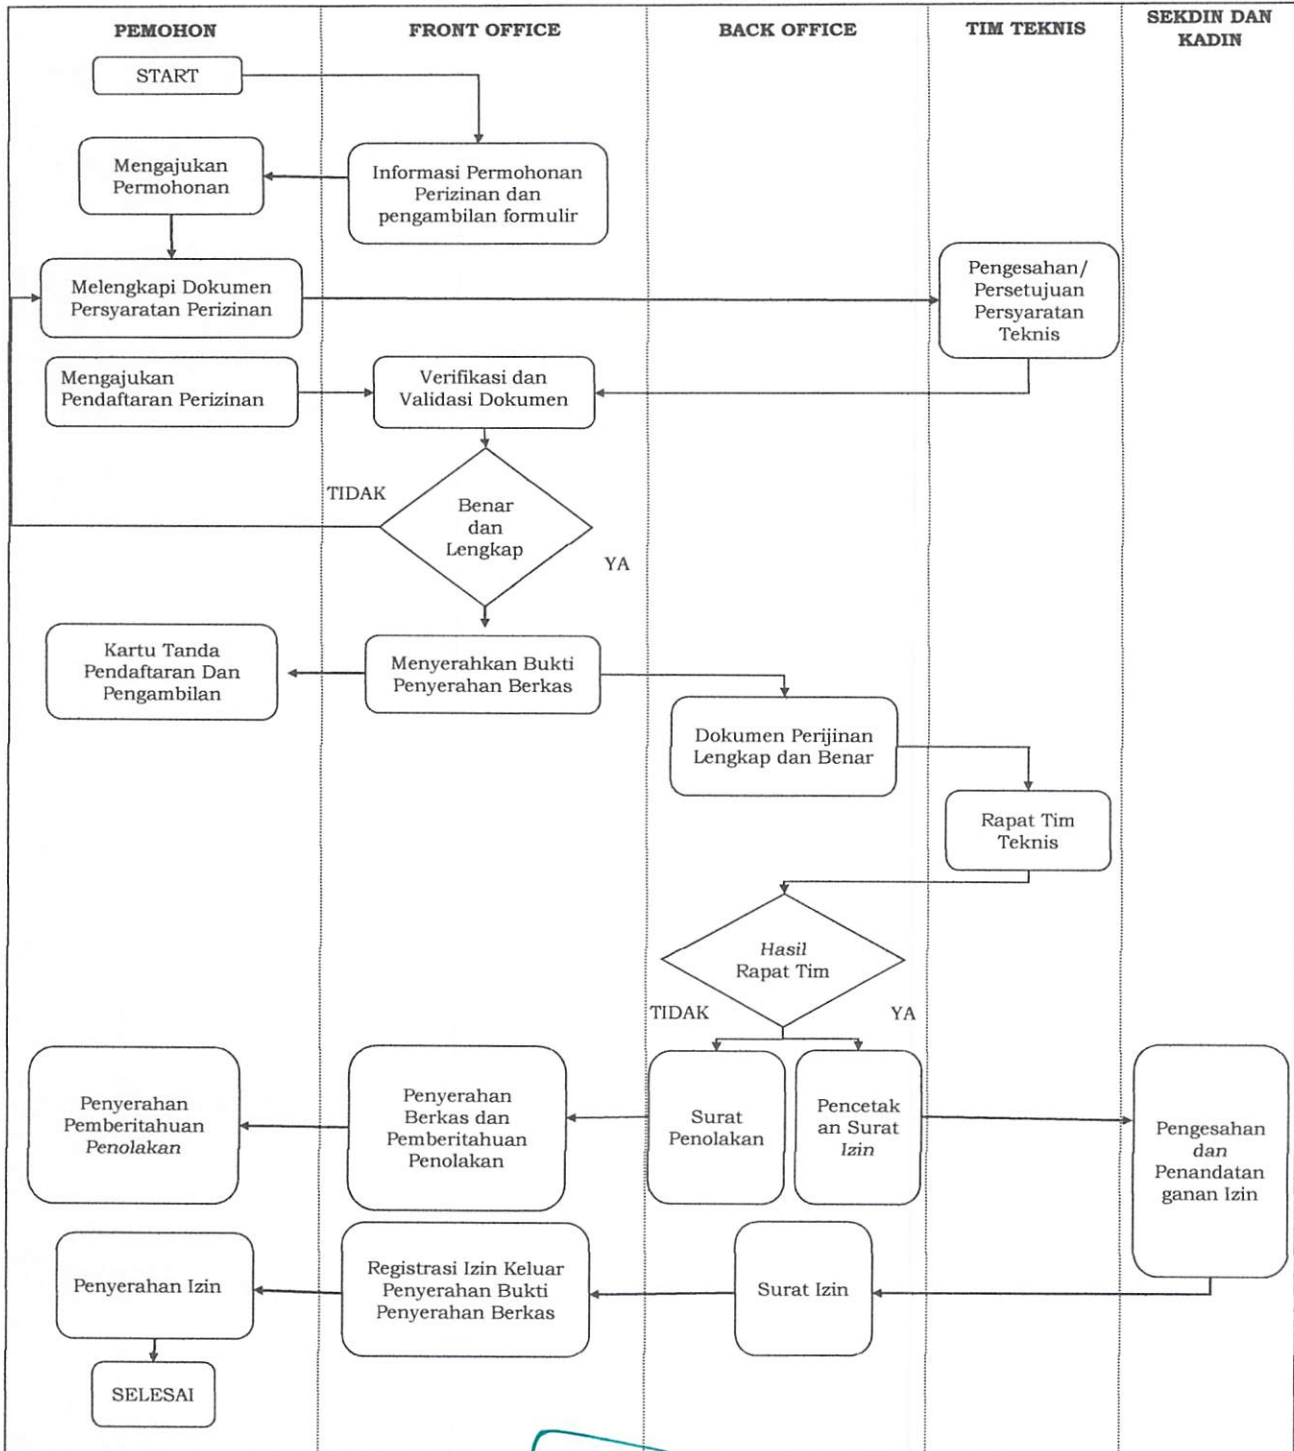 PEMOHON
FRONT OFFICE
BACK OFFICE
TIM TEKNIS
SEKDIN DAN
KADIN
START
Mengajukan
Permohonan
Informasi Permohonan
Perizinan dan
pengambilan formulir
Melengkapi Dokumen
Persyaratan Perizinan
Pengesahan/
Persetujuan
Persyaratan
Teknis
Mengajukan
Pendaftaran Perizinan
Verifikasi dan
Validasi Dokumen
TIDAK
Benar
dan
Lengkap
YA
Kartu Tanda
Pendaftaran Dan
Pengambilan
Menyerahkan Bukti
Penyerahan Berkas
Dokumen Perijinan
Lengkap dan Benar
Rapat Tim
Teknis
Hasil
Rapat Tim
TIDAK
YA
Penyerahan
Pemberitahuan
Penolakan
Penyerahan
Berkas dan
Pemberitahuan
Penolakan
Surat
Penolakan
Pencetak
an Surat
Izin
Pengesahan
dan
Penandatan
ganan Izin
Penyerahan Izin
Registrasi Izin Keluar
Penyerahan Bukti
Penyerahan Berkas
Surat Izin
SELESAI